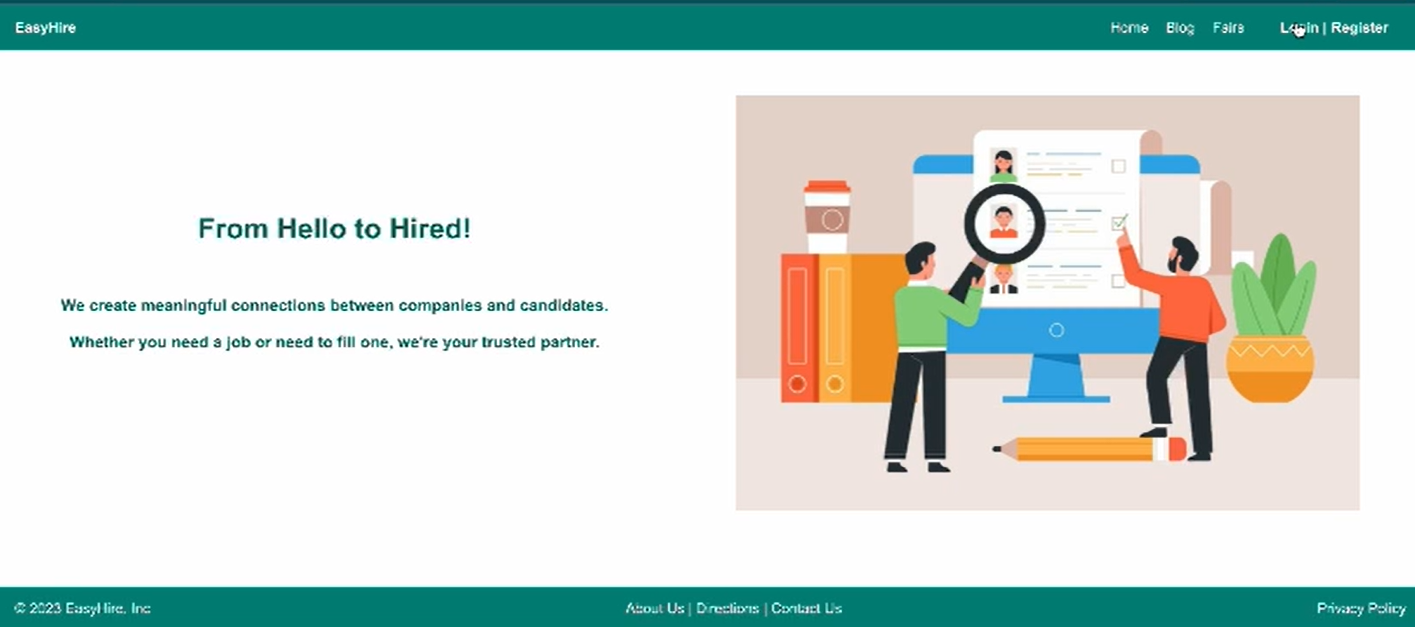 EasyHire
Home Blog Fairs Login | Register
From Hello to Hired!
We create meaningful connections between companies and candidates.
Whether you need a job or need to fill one, we're your trusted partner.
© 2023 EasyHire, Inc
About Us | Directions | Contact Us
Privacy Policy